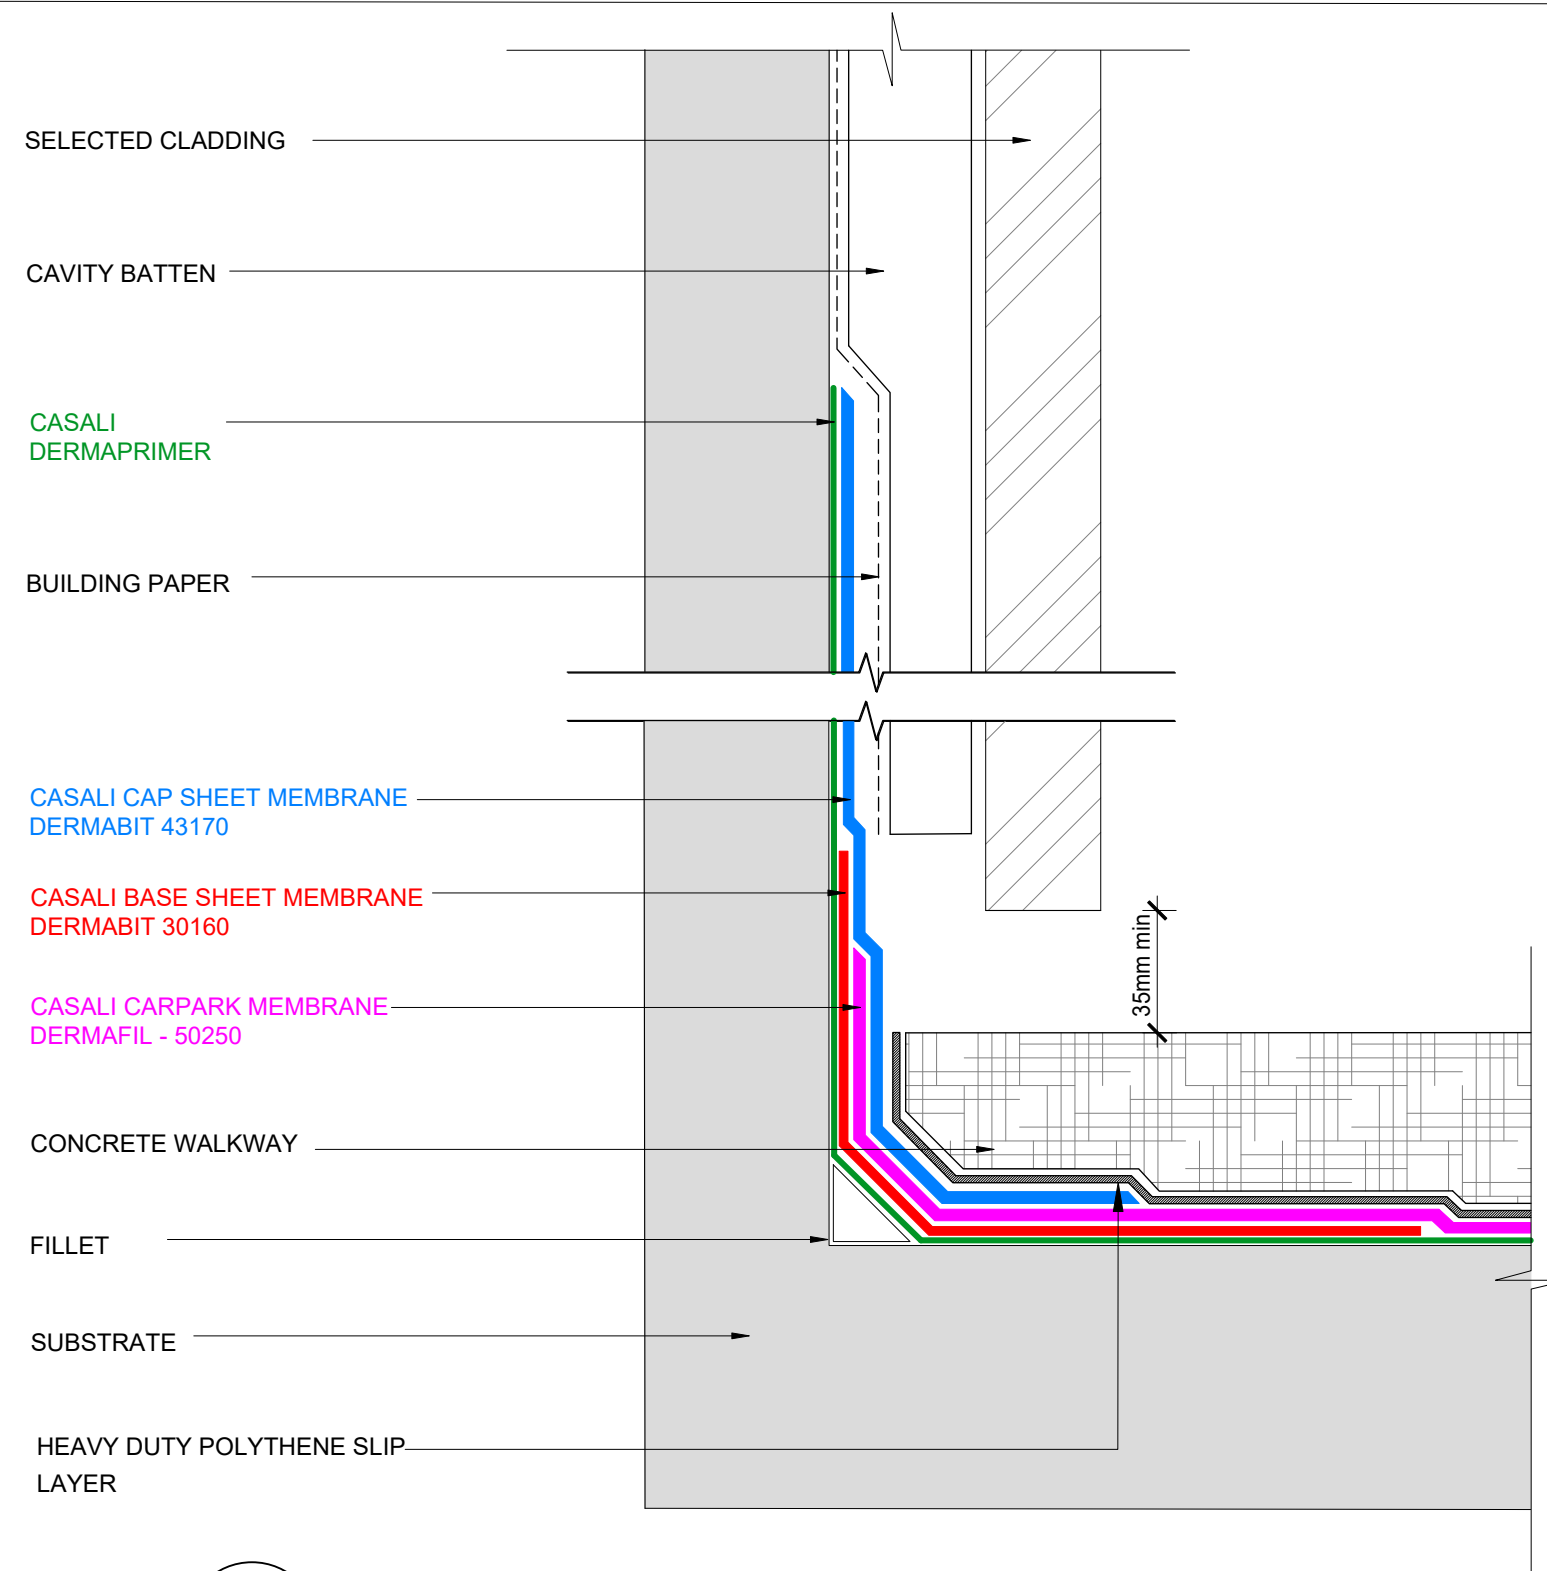 SELECTED CLADDING
CAVITY BATTEN
CASALI
DERMAPRIMER
BUILDING PAPER
CASALI CAP SHEET MEMBRANE
DERMABIT 43170
CASALI BASE SHEET MEMBRANE
DERMABIT 30160
35mm min
CASALI CARPARK MEMBRANE
DERMAFIL - 50250
CONCRETE WALKWAY
FILLET
SUBSTRATE
HEAVY DUTY POLYTHENE SLIP
LAYER